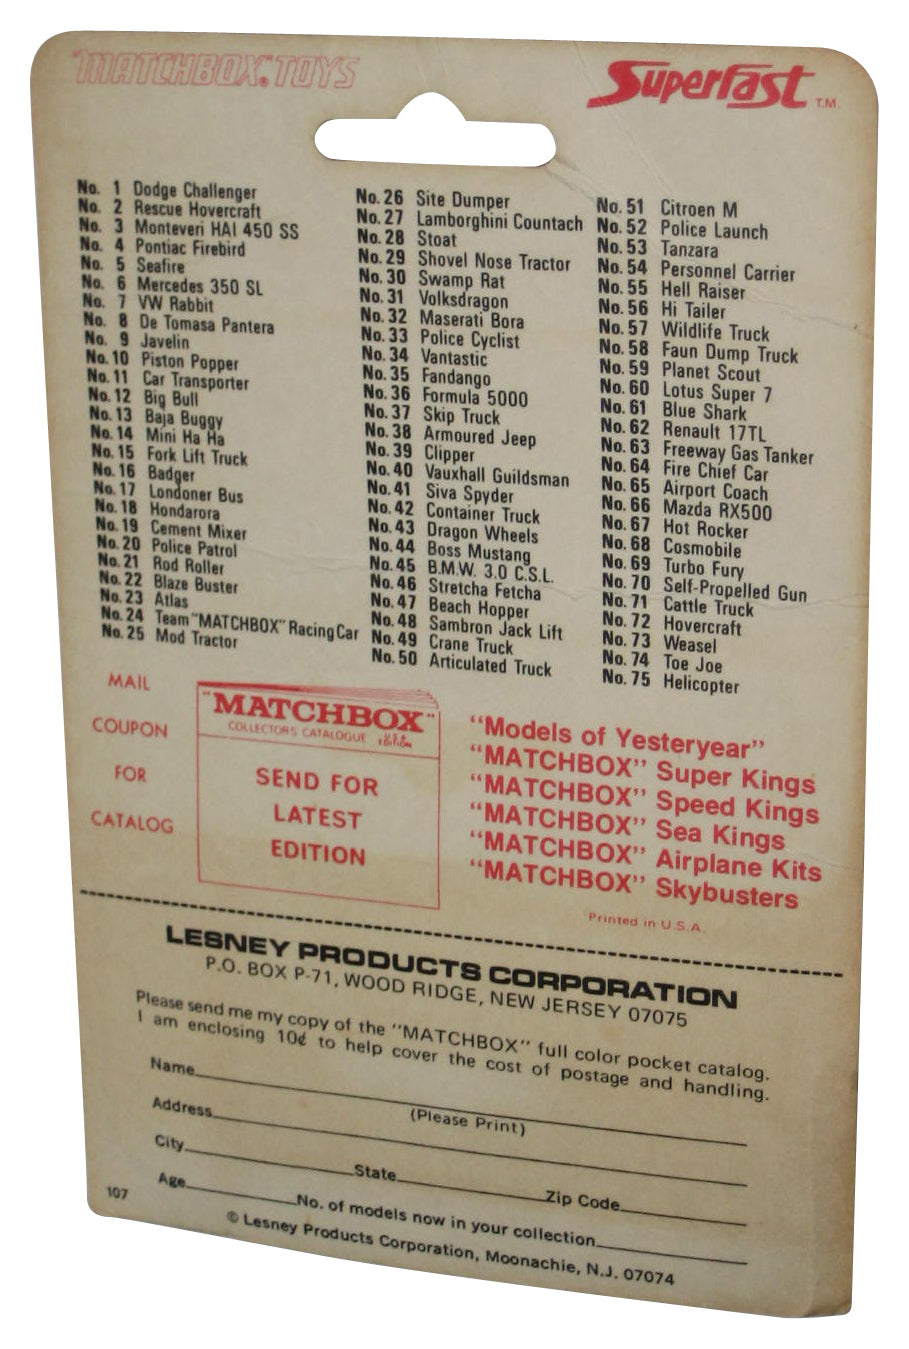 MATCHBOX® TOYS
Superfast T.M.
No. 1 Dodge Challenger
No. 2 Rescue Hovercraft
No. 3 Monteveri HAI 450 SS
No. 4 Pontiac Firebird
No. 5 Seafire
No. 6 Mercedes 350 SL
No. 7 VW Rabbit
No. 8 De Tomasa Pantera
No. 9 Javelin
No. 10 Piston Popper
No. 11 Car Transporter
No. 12 Big Bull
No. 13 Baja Buggy
No. 14 Mini Ha Ha
No. 15 Fork Lift Truck
No. 16 Badger
No. 17 Londoner Bus
No. 18 Hondarora
No. 19 Cement Mixer
No. 20 Police Patrol
No. 21 Rod Roller
No. 22 Blaze Buster
No. 23 Atlas
No. 24 Team "MATCHBOX" Racing Car
No. 25 Mod Tractor
No. 26 Site Dumper
No. 27 Lamborghini Countach
No. 28 Stoat
No. 29 Shovel Nose Tractor
No. 30 Swamp Rat
No. 31 Volksdragon
No. 32 Maserati Bora
No. 33 Police Cyclist
No. 34 Vantastic
No. 35 Fandango
No. 36 Formula 5000
No. 37 Skip Truck
No. 38 Armoured Jeep
No. 39 Clipper
No. 40 Vauxhall Guildsman
No. 41 Siva Spyder
No. 42 Container Truck
No. 43 Dragon Wheels
No. 44 Boss Mustang
No. 45 B.M.W. 3.0 C.S.L.
No. 46 Stretcha Fetcha
No. 47 Beach Hopper
No. 48 Sambron Jack Lift
No. 49 Crane Truck
No. 50 Articulated Truck
No. 51 Citroen M
No. 52 Police Launch
No. 53 Tanzara
No. 54 Personnel Carrier
No. 55 Hell Raiser
No. 56 Hi Tailer
No. 57 Wildlife Truck
No. 58 Faun Dump Truck
No. 59 Planet Scout
No. 60 Lotus Super 7
No. 61 Blue Shark
No. 62 Renault 17TL
No. 63 Freeway Gas Tanker
No. 64 Fire Chief Car
No. 65 Airport Coach
No. 66 Mazda RX500
No. 67 Hot Rocker
No. 68 Cosmobile
No. 69 Turbo Fury
No. 70 Self-Propelled Gun
No. 71 Cattle Truck
No. 72 Hovercraft
No. 73 Weasel
No. 74 Toe Joe
No. 75 Helicopter
MAIL
COUPON
FOR
CATALOG
"MATCHBOX"
COLLECTORS CATALOGUE U.S.A. EDITION
SEND FOR
LATEST
EDITION
"Models of Yesteryear"
"MATCHBOX" Super Kings
"MATCHBOX" Speed Kings
"MATCHBOX" Sea Kings
"MATCHBOX" Airplane Kits
"MATCHBOX" Skybusters
Printed in U.S.A.
LESNEY PRODUCTS CORPORATION
P.O. BOX P-71, WOOD RIDGE, NEW JERSEY 07075
Please send me my copy of the "MATCHBOX" full color pocket catalog.
I am enclosing 10¢ to help cover the cost of postage and handling.
Name
(Please Print)
Address
City State Zip Code
Age No. of models now in your collection
107
© Lesney Products Corporation, Moonachie, N.J. 07074